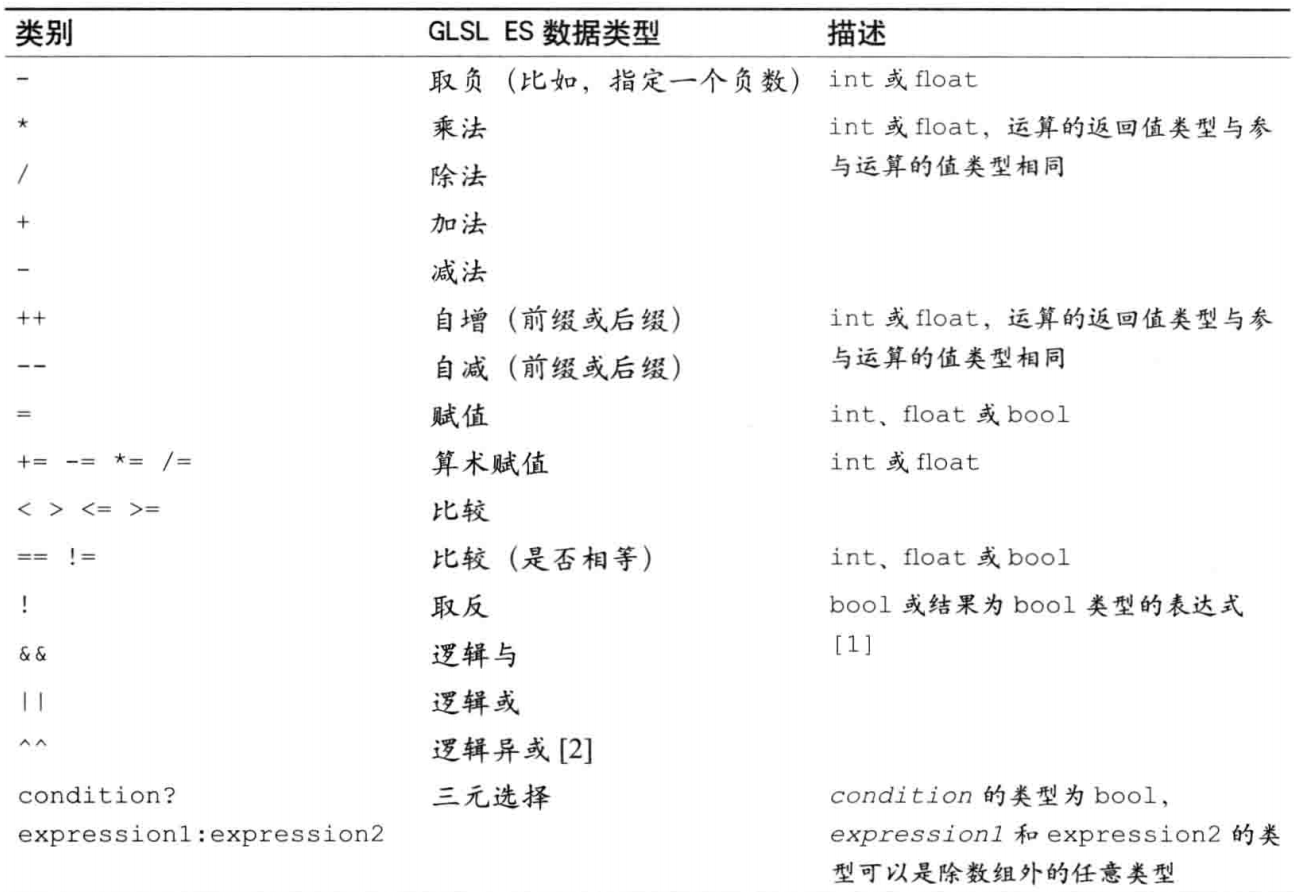 类别 GLSL ES 数据类型 描述
- 取负（比如，指定一个负数） int 或 float
* 乘法 int 或 float，运算的返回值类型与参
/ 除法 与运算的值类型相同
+ 加法
- 减法
++ 自增（前缀或后缀） int 或 float，运算的返回值类型与参
-- 自减（前缀或后缀） 与运算的值类型相同
= 赋值 int、float 或 bool
+= -= *= /= 算术赋值 int 或 float
< > <= >= 比较
== != 比较（是否相等） int、float 或 bool
! 取反 bool 或结果为 bool 类型的表达式
&& 逻辑与 [1]
|| 逻辑或
^^ 逻辑异或 [2]
condition? 三元选择 condition 的类型为 bool，
expression1:expression2 expression1 和 expression2 的类
型可以是除数组外的任意类型